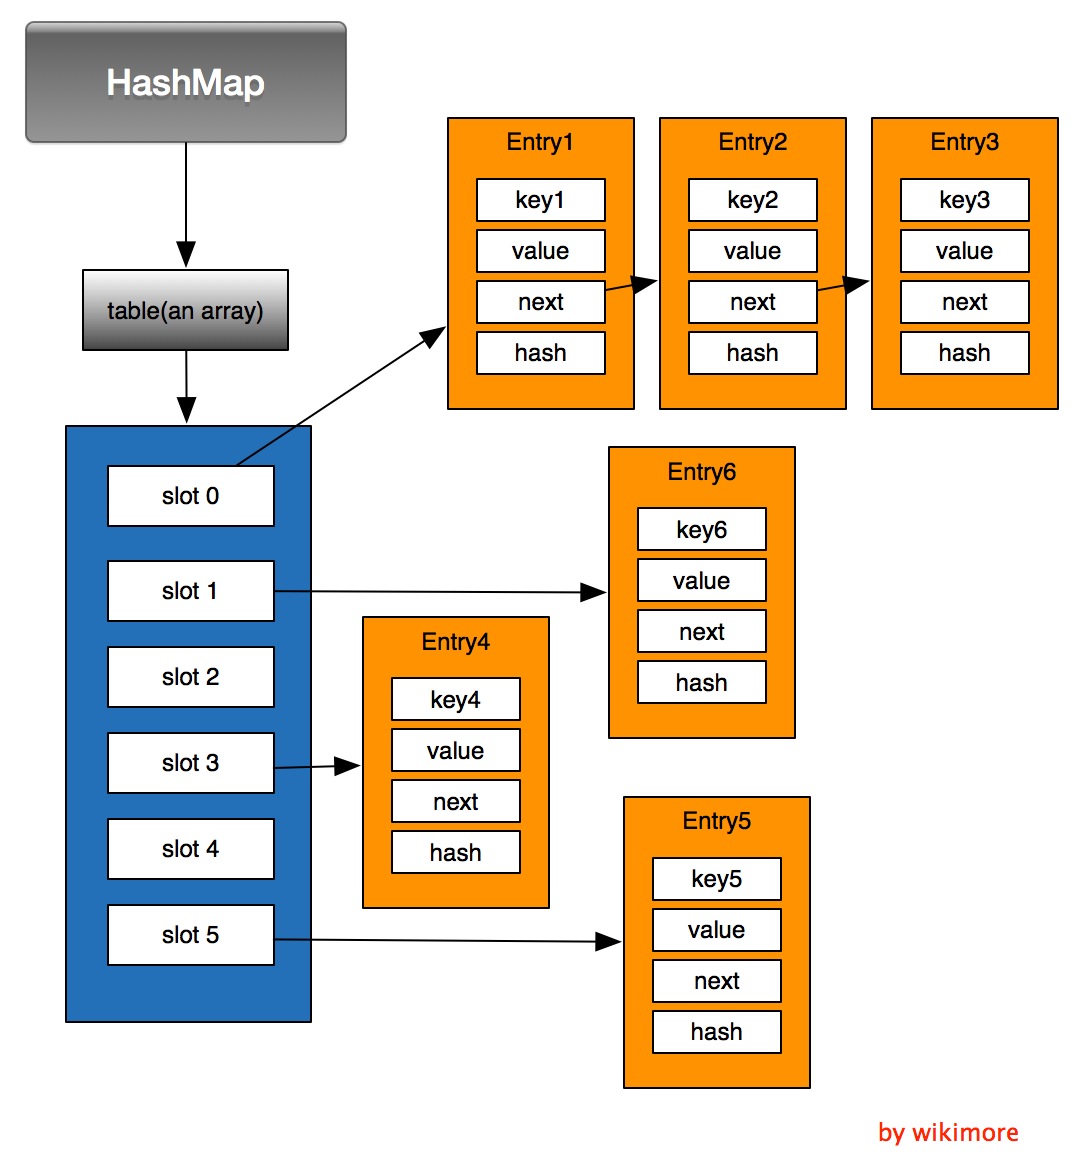 HashMap
table(an array)
slot 0
slot 1
slot 2
slot 3
slot 4
slot 5
Entry1
key1
value
next
hash
Entry2
key2
value
next
hash
Entry3
key3
value
next
hash
Entry6
key6
value
next
hash
Entry4
key4
value
next
hash
Entry5
key5
value
next
hash
by wikimore